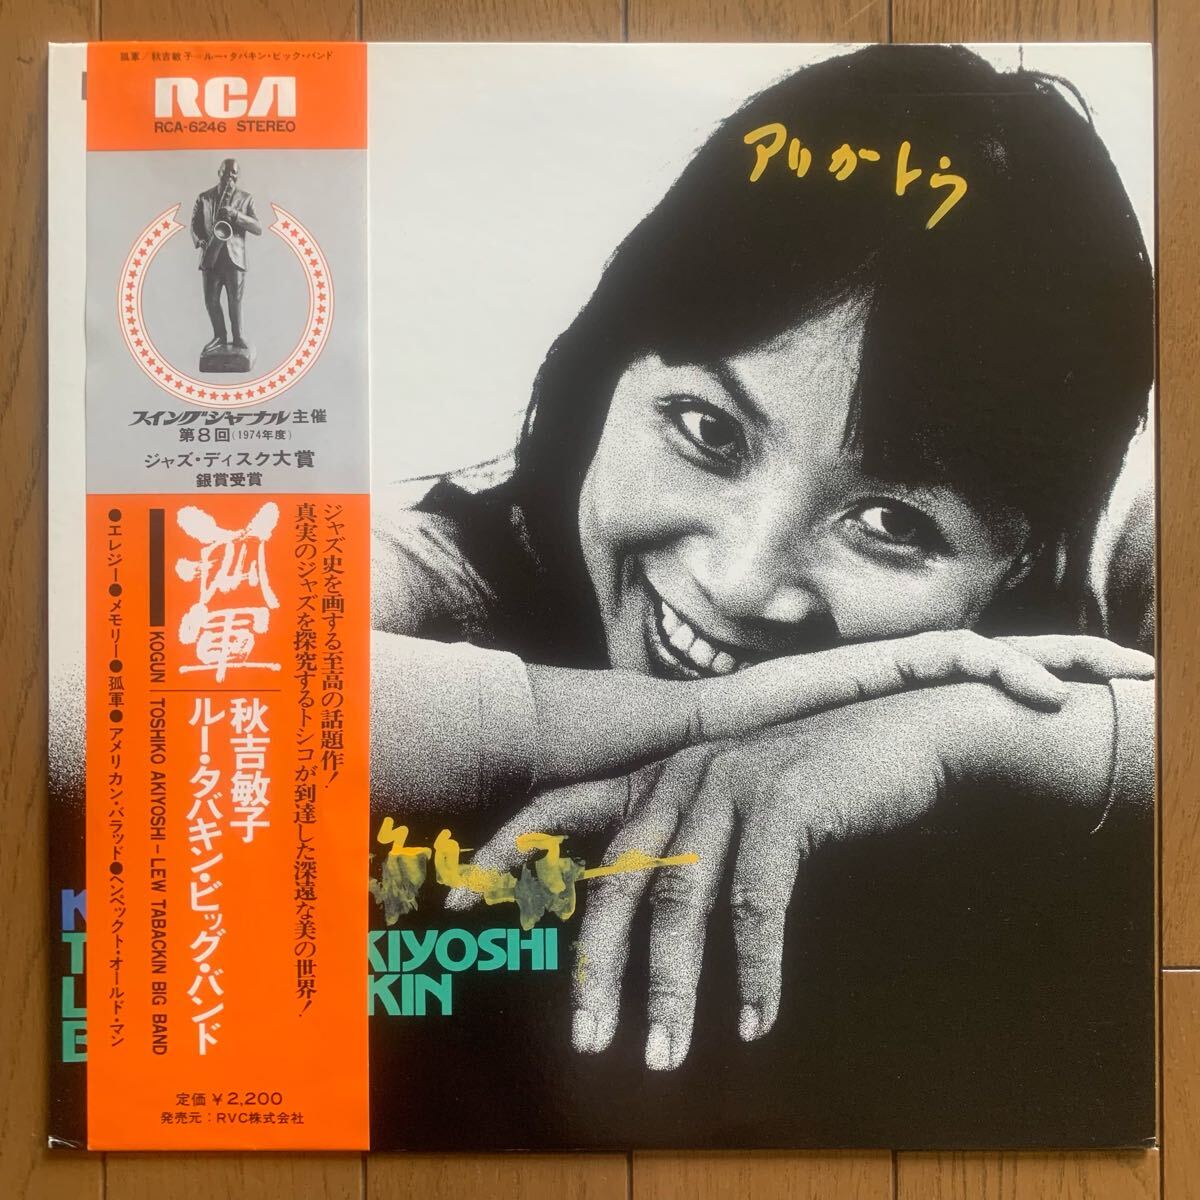 孤軍/秋吉敏子=ルー・タバキン・ビック・バンド
RCA
RCA-6246 STEREO
スイングジャーナル主催
第8回(1974年度)
ジャズ・ディスク大賞
銀賞受賞
ジャズ史を画する至高の話題作!
真実のジャズを探究するトシコが到達した深遠な美の世界!
孤軍
秋吉敏子
ルー・タバキン・ビッグ・バンド
KOGUN / TOSHIKO AKIYOSHI – LEW TABACKIN BIG BAND
●エレジー●メモリー●孤軍●アメリカン・バラッド●ヘンペックト・オールド・マン
定価 ¥2,200
発売元:RVC株式会社
アリガートウ
K
T KIYOSHI
L KIN
B